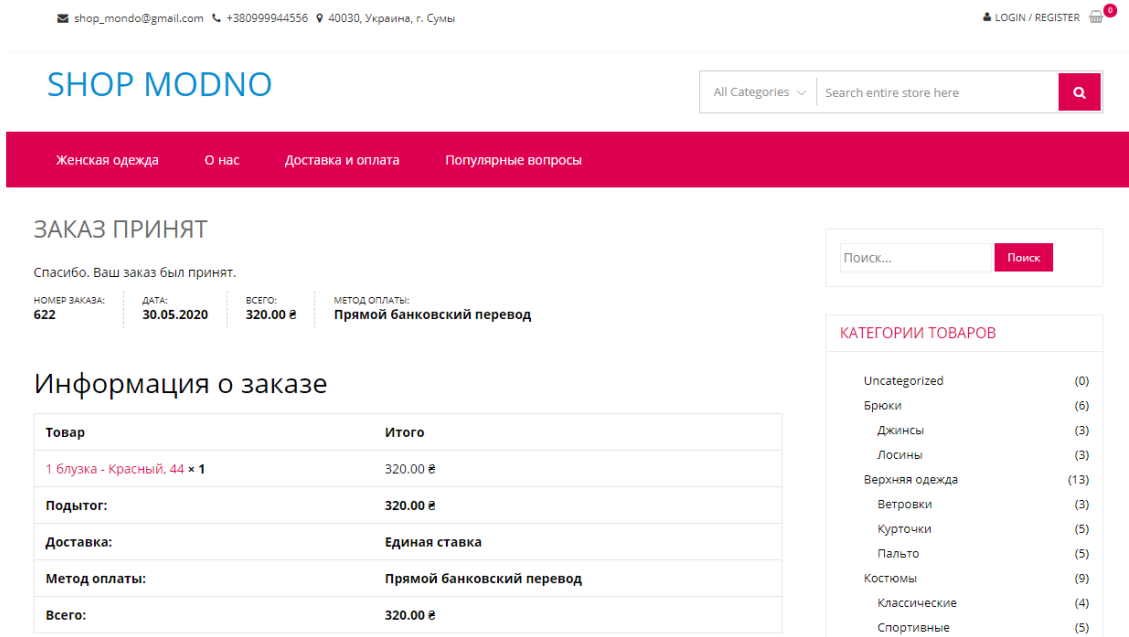 shop_mondo@gmail.com +380999944556 40030, Украина, г. Сумы
LOGIN / REGISTER 0
SHOP MODNO
All Categories Search entire store here
Женская одежда О нас Доставка и оплата Популярные вопросы
ЗАКАЗ ПРИНЯТ
Спасибо. Ваш заказ был принят.
НОМЕР ЗАКАЗА: ДАТА: ВСЕГО: МЕТОД ОПЛАТЫ:
622 30.05.2020 320.00 ₴ Прямой банковский перевод
Информация о заказе
Товар Итого
1 блузка - Красный, 44 × 1 320.00 ₴
Подытог: 320.00 ₴
Доставка: Единая ставка
Метод оплаты: Прямой банковский перевод
Всего: 320.00 ₴
Поиск... Поиск
КАТЕГОРИИ ТОВАРОВ
Uncategorized (0)
Брюки (6)
Джинсы (3)
Лосины (3)
Верхняя одежда (13)
Ветровки (3)
Курточки (5)
Пальто (5)
Костюмы (9)
Классические (4)
Спортивные (5)